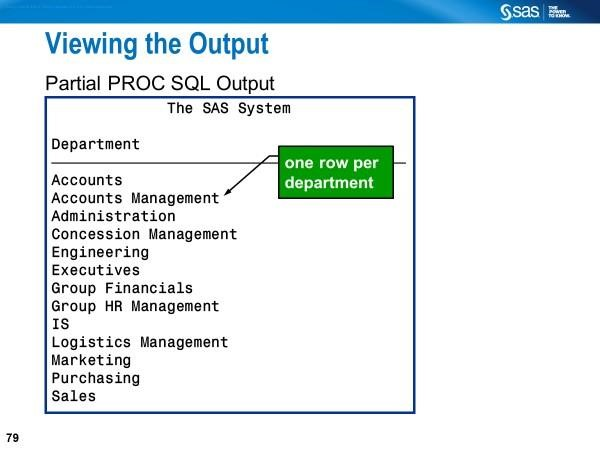 sas THE POWER TO KNOW.
Viewing the Output
Partial PROC SQL Output
The SAS System
Department
one row per
department
Accounts
Accounts Management
Administration
Concession Management
Engineering
Executives
Group Financials
Group HR Management
IS
Logistics Management
Marketing
Purchasing
Sales
79